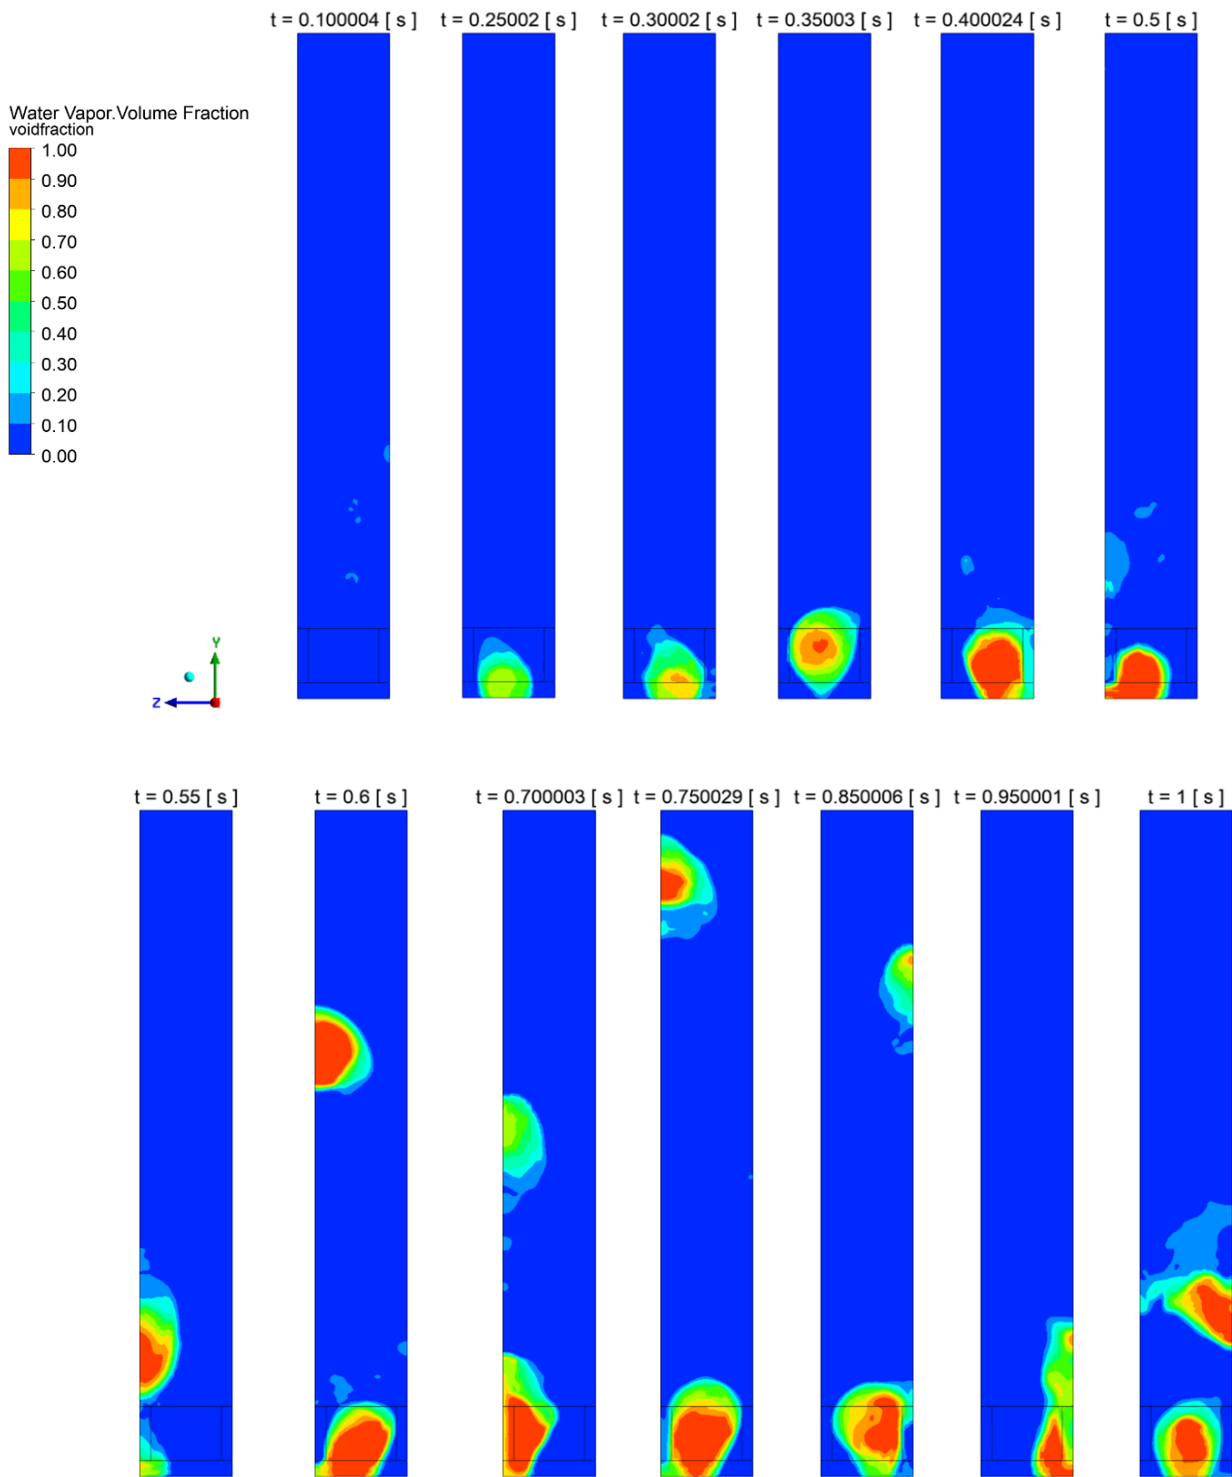 t = 0.100004 [ s ]
t = 0.25002 [ s ]
t = 0.30002 [ s ]
t = 0.35003 [ s ]
t = 0.400024 [ s ]
t = 0.5 [ s ]
Water Vapor.Volume Fraction
voidfraction
1.00
0.90
0.80
0.70
0.60
0.50
0.40
0.30
0.20
0.10
0.00
Y
Z
t = 0.55 [ s ]
t = 0.6 [ s ]
t = 0.700003 [ s ]
t = 0.750029 [ s ]
t = 0.850006 [ s ]
t = 0.950001 [ s ]
t = 1 [ s ]